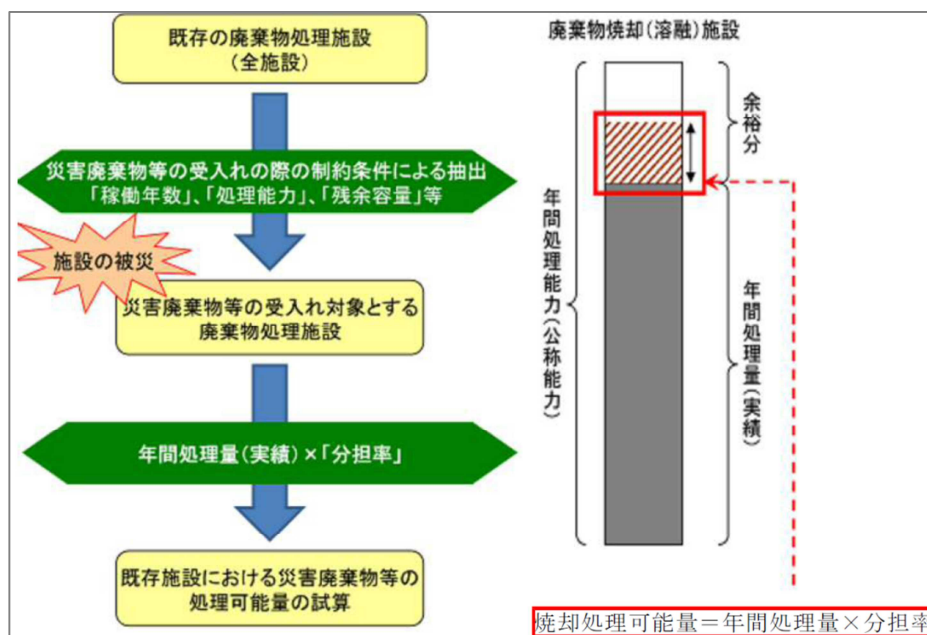 既存の廃棄物処理施設
(全施設)
災害廃棄物等の受入れの際の制約条件による抽出
「稼働年数」、「処理能力」、「残余容量」等
施設の被災
災害廃棄物等の受入れ対象とする
廃棄物処理施設
年間処理量(実績)×「分担率」
既存施設における災害廃棄物等の
処理可能量の試算
廃棄物焼却(溶融)施設
年間処理能力(公称能力)
余裕分
年間処理量(実績)
焼却処理可能量＝年間処理量×分担率